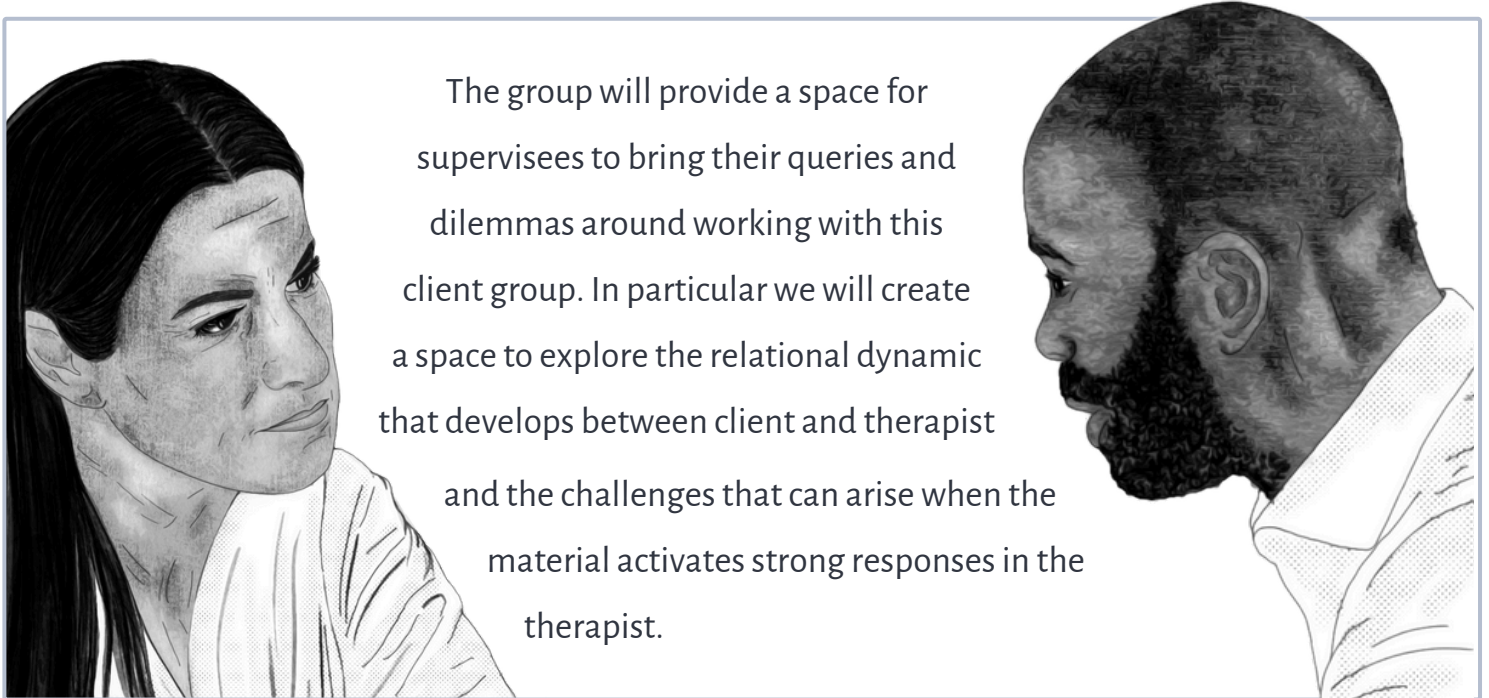 The group will provide a space for
supervisees to bring their queries and
dilemmas around working with this
client group. In particular we will create
a space to explore the relational dynamic
that develops between client and therapist
and the challenges that can arise when the
material activates strong responses in the
therapist.